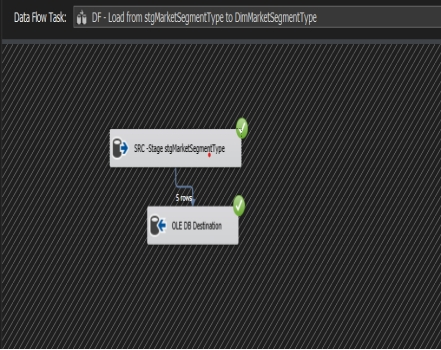 Data Flow Task: DF - Load from stgMarketSegmentType to DimMarketSegmentType
SRC -Stage stgMarketSegmentType
5 rows
OLE DB Destination